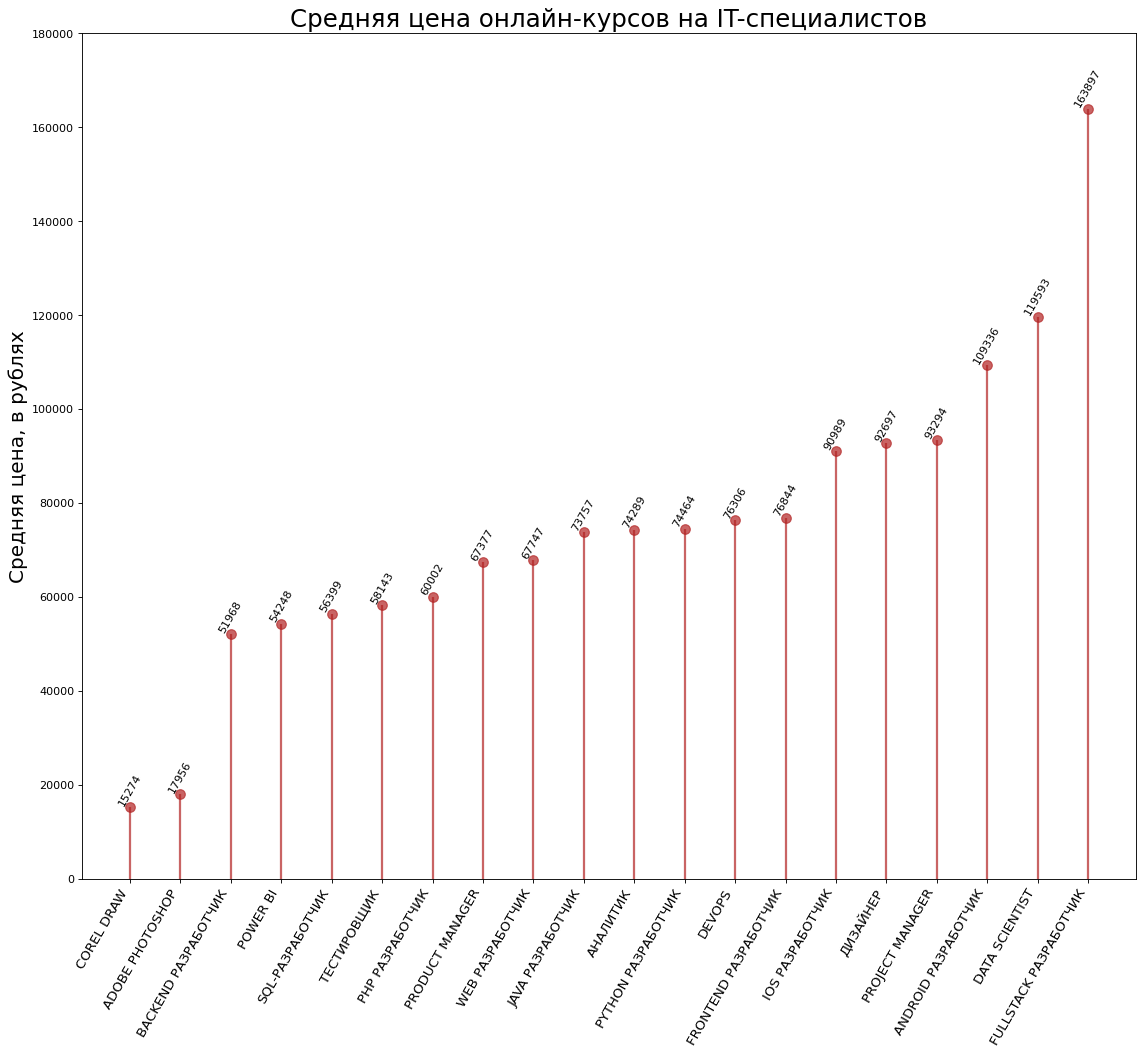 Средняя цена онлайн-курсов на IT-специалистов
Средняя цена, в рублях
180000
160000
140000
120000
100000
80000
60000
40000
20000
0
15274
17956
51968
54248
56399
58143
60002
67377
67747
73757
74289
74464
76306
76844
90989
92697
93294
109336
119593
163897
COREL DRAW
ADOBE PHOTOSHOP
BACKEND РАЗРАБОТЧИК
POWER BI
SQL-РАЗРАБОТЧИК
ТЕСТИРОВЩИК
PHP РАЗРАБОТЧИК
PRODUCT MANAGER
WEB РАЗРАБОТЧИК
JAVA РАЗРАБОТЧИК
АНАЛИТИК
PYTHON РАЗРАБОТЧИК
DEVOPS
FRONTEND РАЗРАБОТЧИК
IOS РАЗРАБОТЧИК
ДИЗАЙНЕР
PROJECT MANAGER
ANDROID РАЗРАБОТЧИК
DATA SCIENTIST
FULLSTACK РАЗРАБОТЧИК